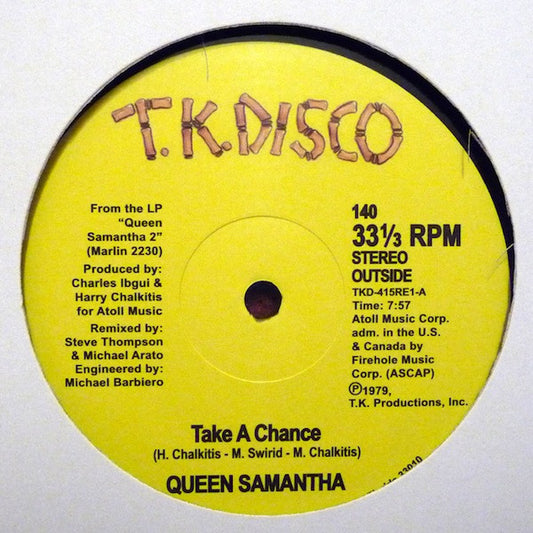 T.K.DISCO
From the LP
"Queen
Samantha 2"
(Marlin 2230)
Produced by:
Charles Ibgui &
Harry Chalkitis
for Atoll Music
Remixed by:
Steve Thompson
& Michael Arato
Engineered by:
Michael Barbiero
140
33⅓ RPM
STEREO
OUTSIDE
TKD-415RE1-A
Time: 7:57
Atoll Music Corp.
adm. in the U.S.
& Canada by
Firehole Music
Corp. (ASCAP)
Ⓟ1979,
T.K. Productions, Inc.
Take A Chance
(H. Chalkitis - M. Swirid - M. Chalkitis)
QUEEN SAMANTHA
33010